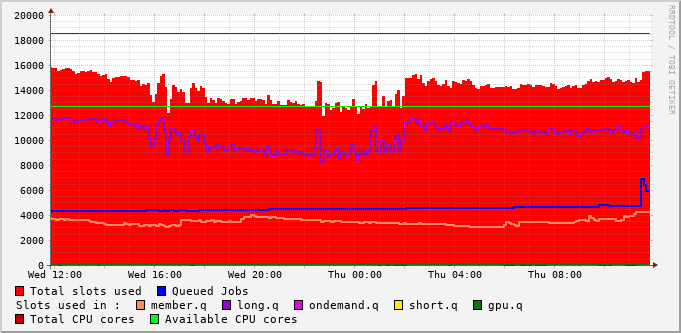 20000
18000
16000
14000
12000
10000
8000
6000
4000
2000
0
Wed 12:00 Wed 16:00 Wed 20:00 Thu 00:00 Thu 04:00 Thu 08:00
RRDTOOL / TOBI OETIKER
Total slots used Queued Jobs
Slots used in : member.q long.q ondemand.q short.q gpu.q
Total CPU cores Available CPU cores